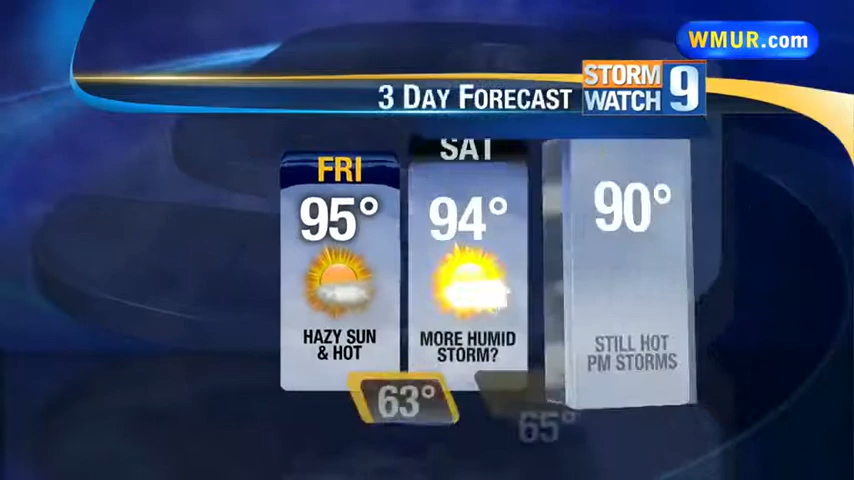 WMUR.com
3 DAY FORECAST
STORM
WATCH 9
FRI
95°
HAZY SUN
& HOT
SAT
94°
MORE HUMID
STORM?
90°
STILL HOT
PM STORMS
63°
65°